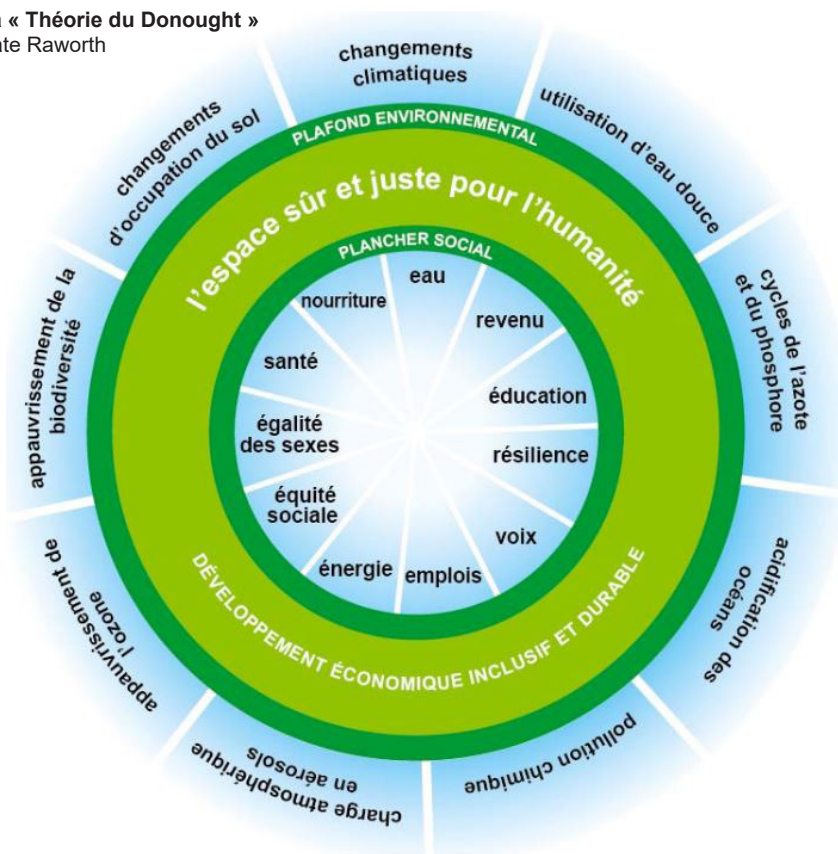 « Théorie du Donought »
Raworth
changements
climatiques
utilisation d'eau douce
cycles de l'azote
et du phosphore
acidification des
océans
pollution chimique
charge atmosphérique
en aérosols
appauvrissement de
l'ozone
appauvrissement de la
biodiversité
changements
d'occupation du sol
PLAFOND ENVIRONNEMENTAL
l'espace sûr et juste pour l'humanité
PLANCHER SOCIAL
eau
revenu
éducation
résilience
voix
emplois
énergie
équité
sociale
égalité
des sexes
santé
nourriture
DÉVELOPPEMENT ÉCONOMIQUE INCLUSIF ET DURABLE